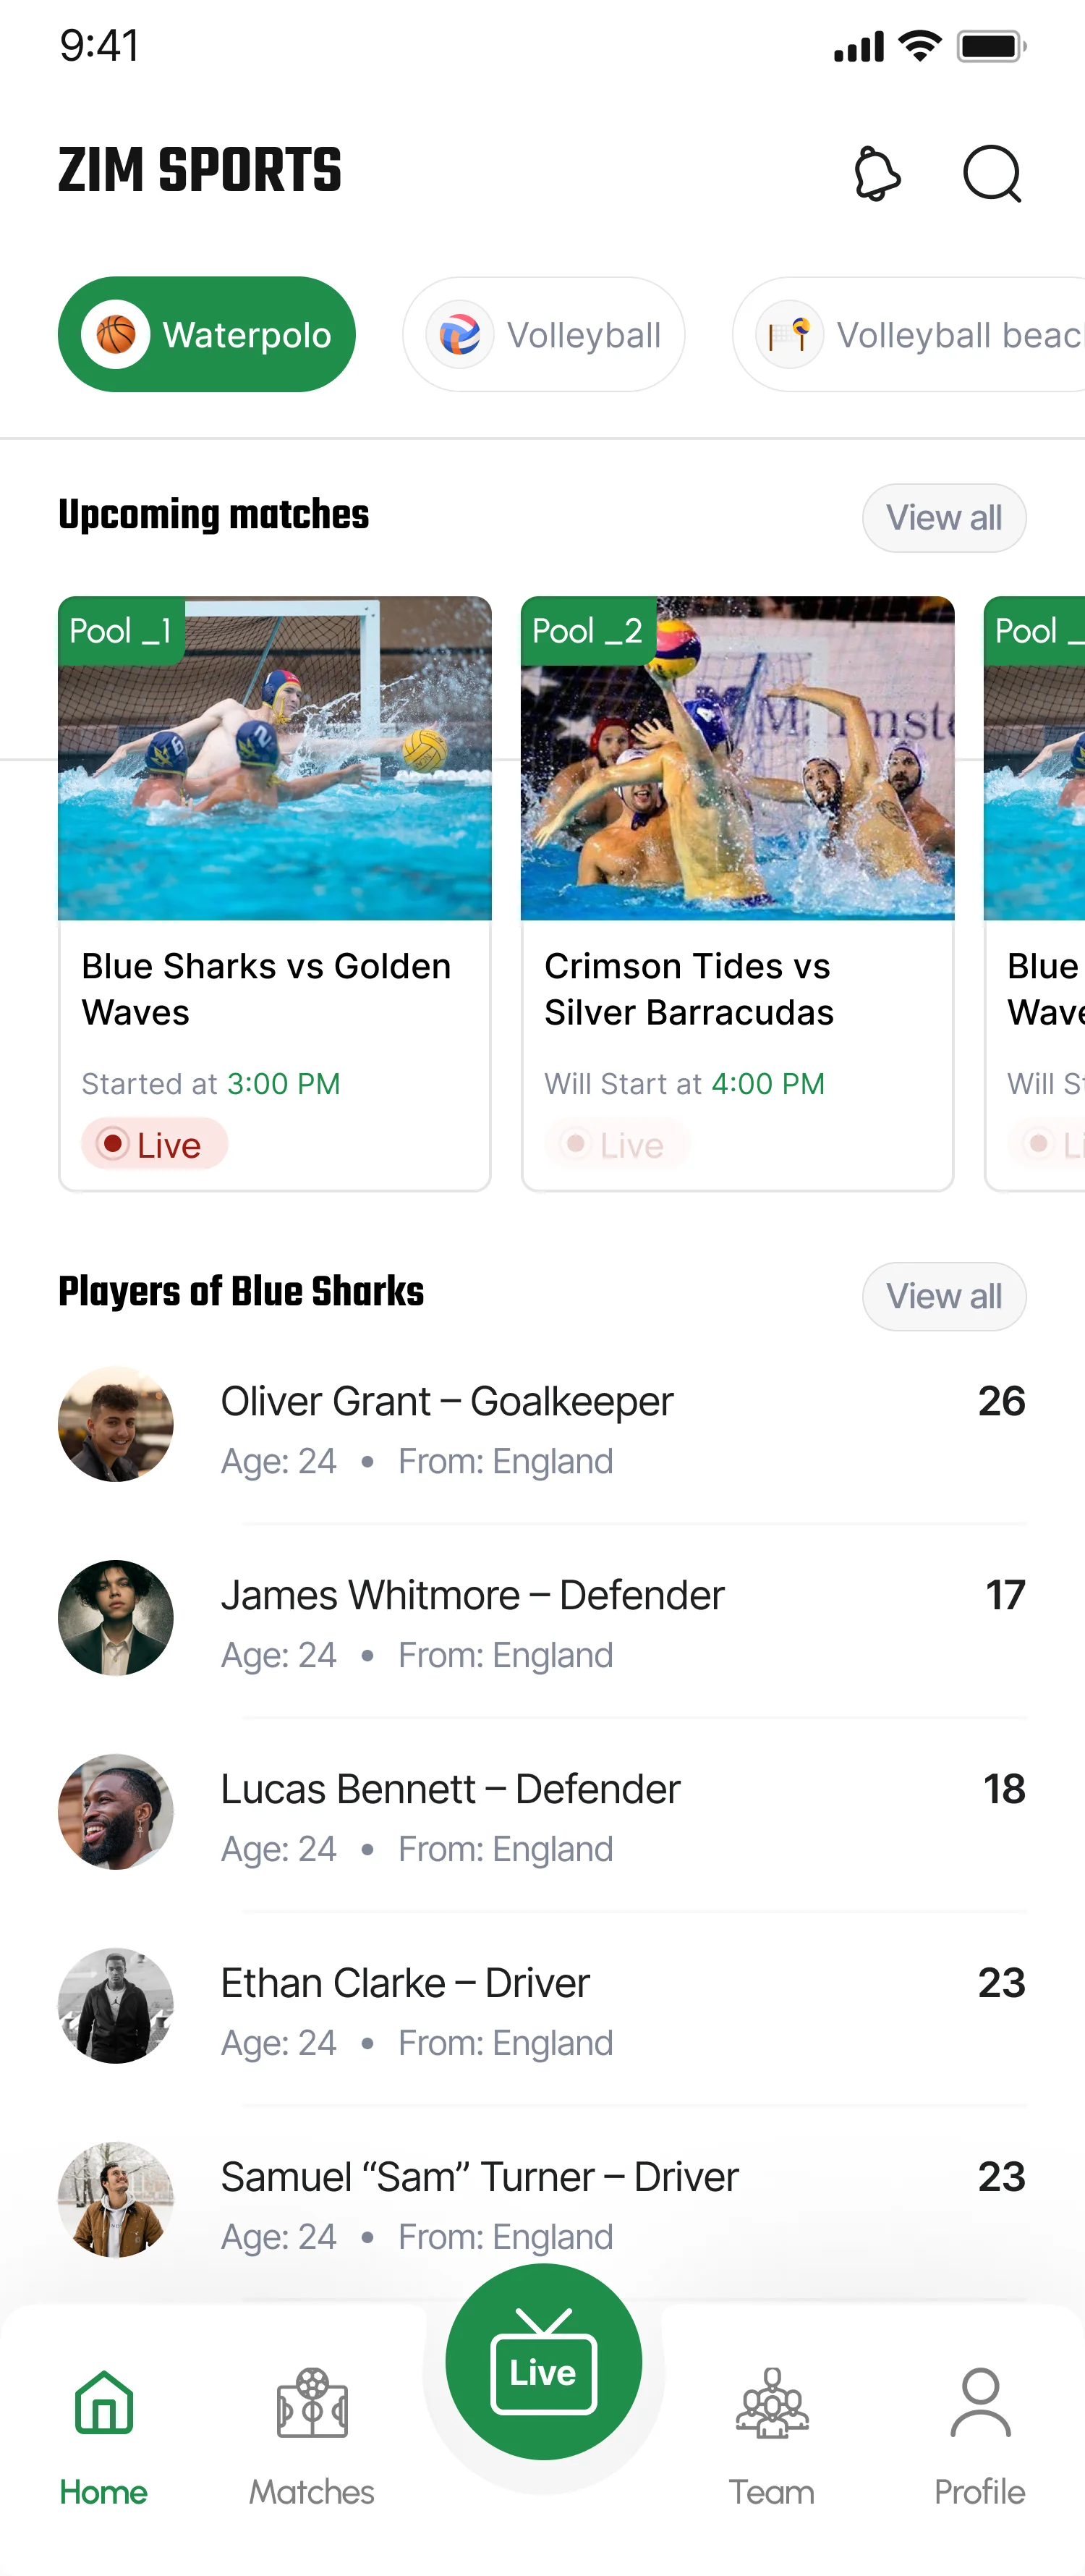 9:41
ZIM SPORTS
Waterpolo
Volleyball
Volleyball beac
Upcoming matches
View all
Pool _1
Pool _2
Pool _
6
2
4
Blue Sharks vs Golden
Waves
Crimson Tides vs
Silver Barracudas
Blue
Wave
Started at 3:00 PM
Will Start at 4:00 PM
Will St
Live
Live
Li
Players of Blue Sharks
View all
Oliver Grant – Goalkeeper
26
Age: 24 • From: England
James Whitmore – Defender
17
Age: 24 • From: England
Lucas Bennett – Defender
18
Age: 24 • From: England
Ethan Clarke – Driver
23
Age: 24 • From: England
Samuel “Sam” Turner – Driver
23
Age: 24 • From: England
Live
Home
Matches
Team
Profile